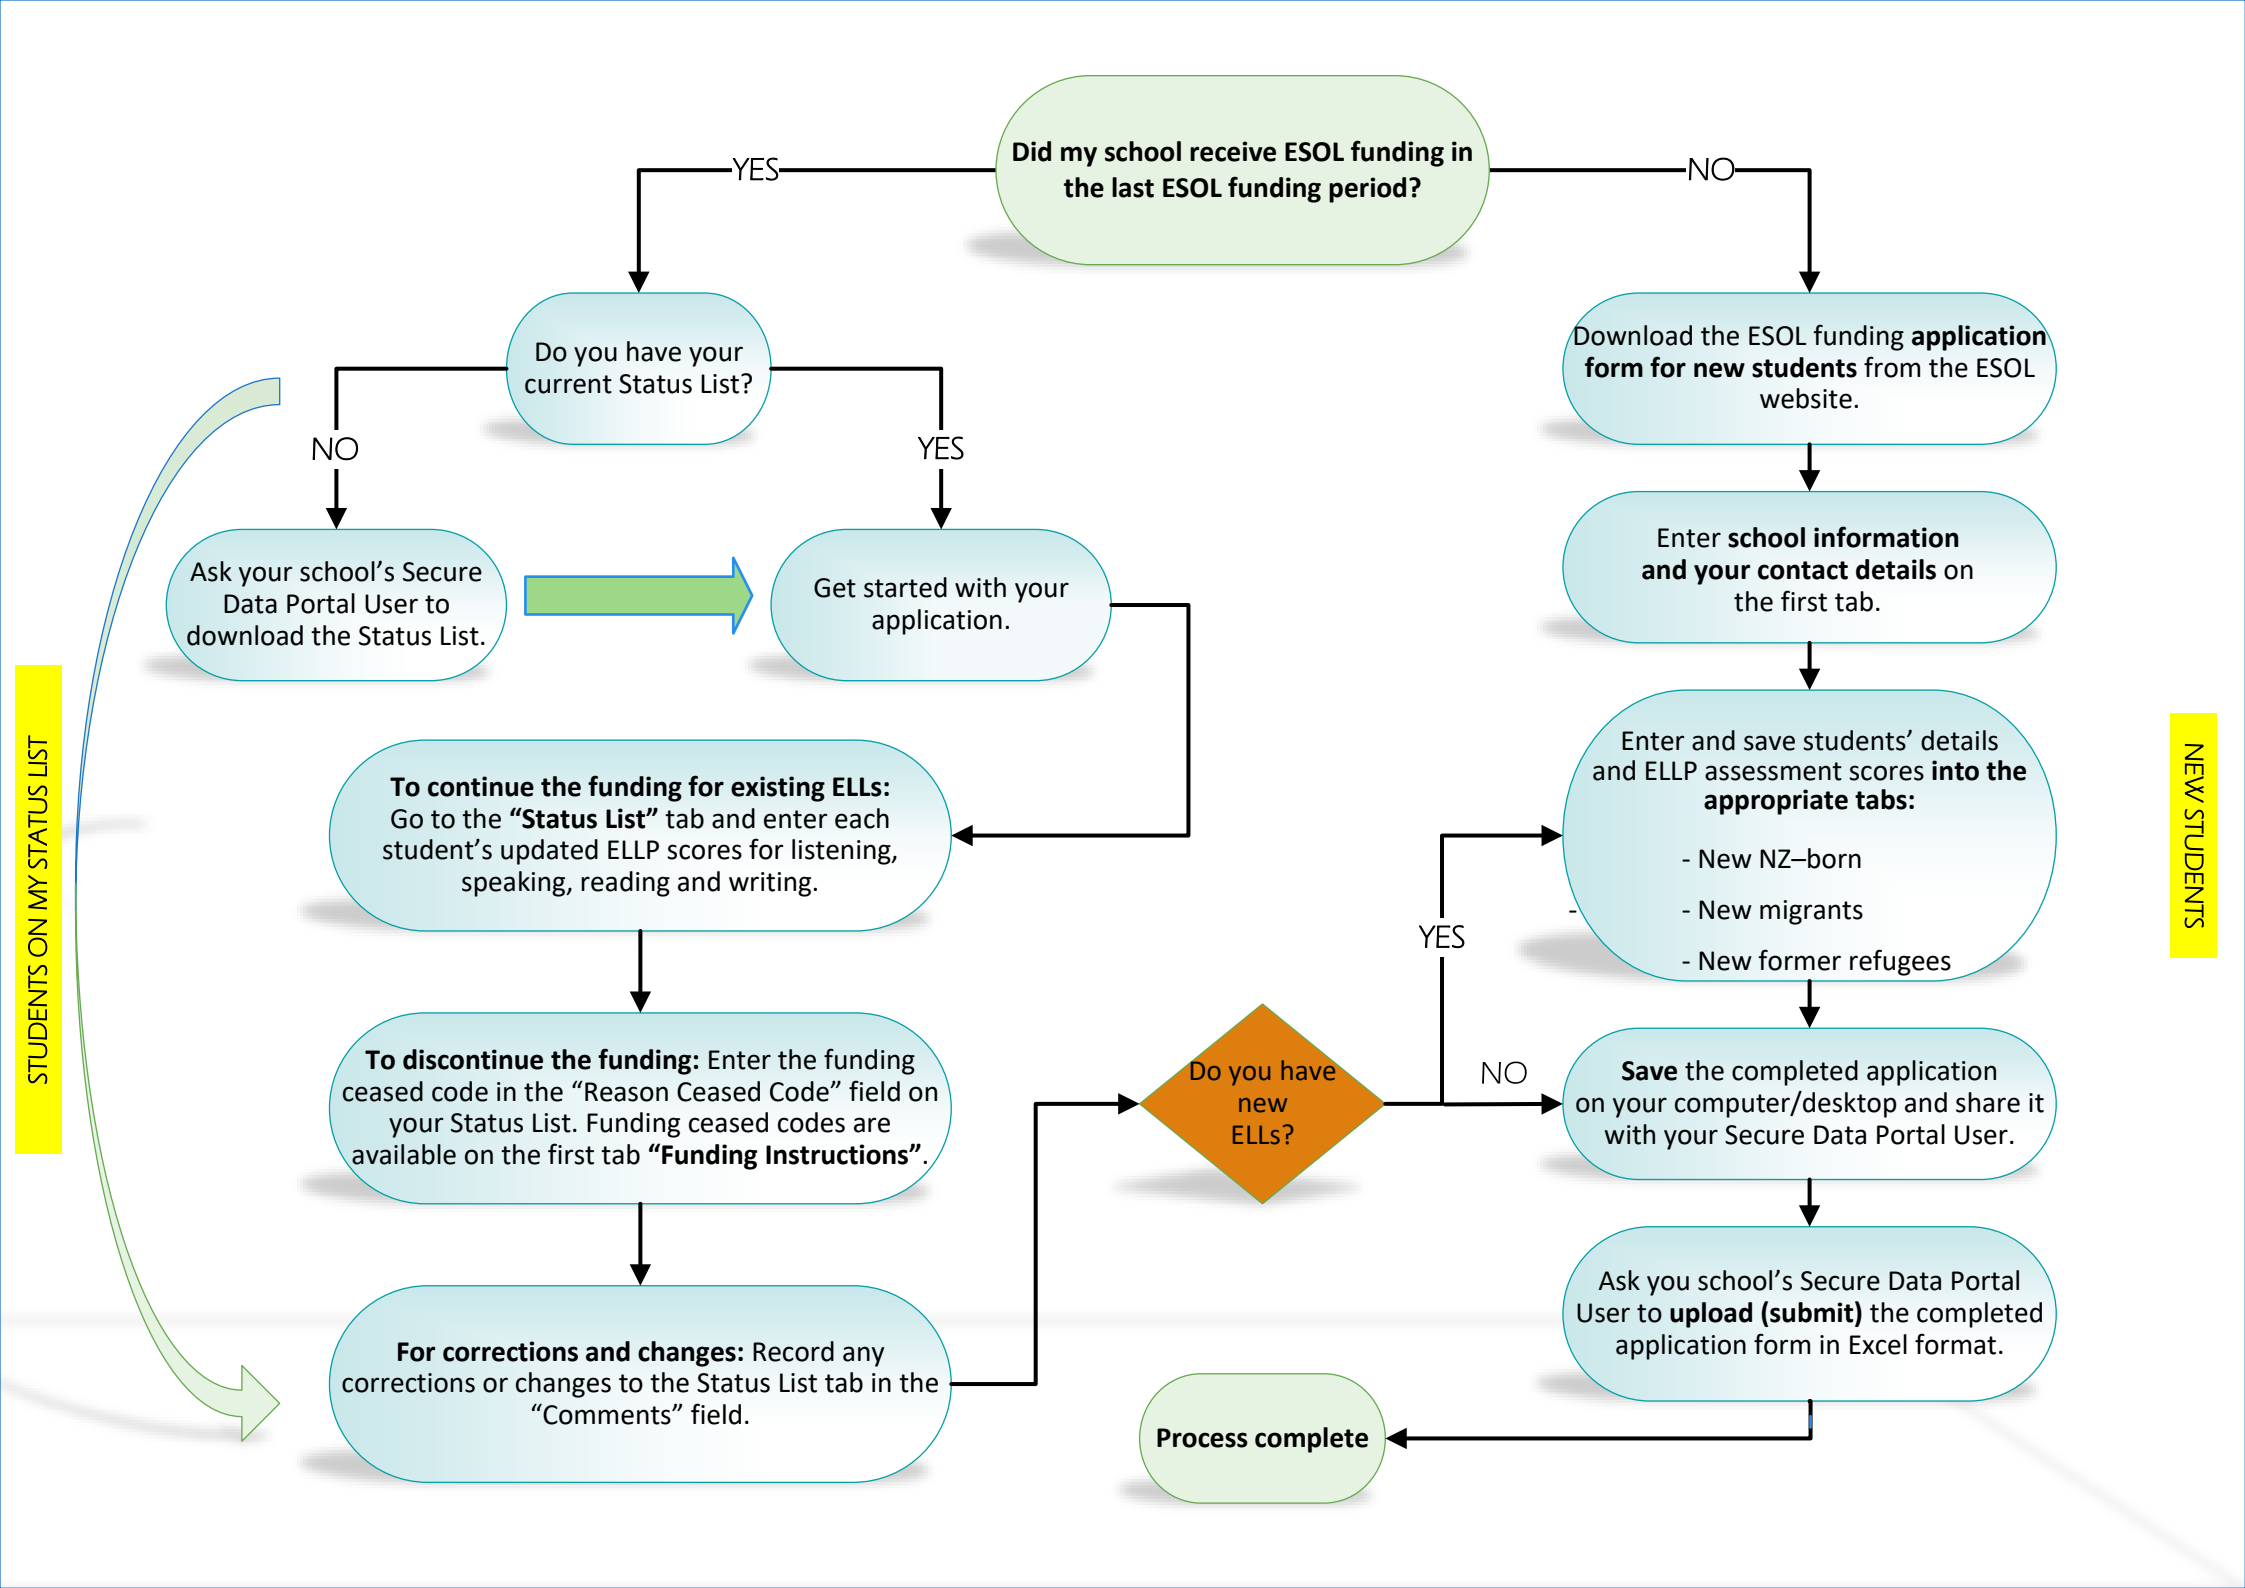 Did my school receive ESOL funding in
the last ESOL funding period?
YES
NO
Do you have your
current Status List?
NO
YES
Ask your school’s Secure
Data Portal User to
download the Status List.
Get started with your
application.
STUDENTS ON MY STATUS LIST
To continue the funding for existing ELLs:
Go to the “Status List” tab and enter each
student’s updated ELLP scores for listening,
speaking, reading and writing.
To discontinue the funding: Enter the funding
ceased code in the “Reason Ceased Code” field on
your Status List. Funding ceased codes are
available on the first tab “Funding Instructions”.
For corrections and changes: Record any
corrections or changes to the Status List tab in the
“Comments” field.
Do you have
new
ELLs?
YES
NO
Download the ESOL funding application
form for new students from the ESOL
website.
Enter school information
and your contact details on
the first tab.
Enter and save students’ details
and ELLP assessment scores into the
appropriate tabs:
- New NZ–born
- - New migrants
- New former refugees
NEW STUDENTS
Save the completed application
on your computer/desktop and share it
with your Secure Data Portal User.
Ask you school’s Secure Data Portal
User to upload (submit) the completed
application form in Excel format.
Process complete